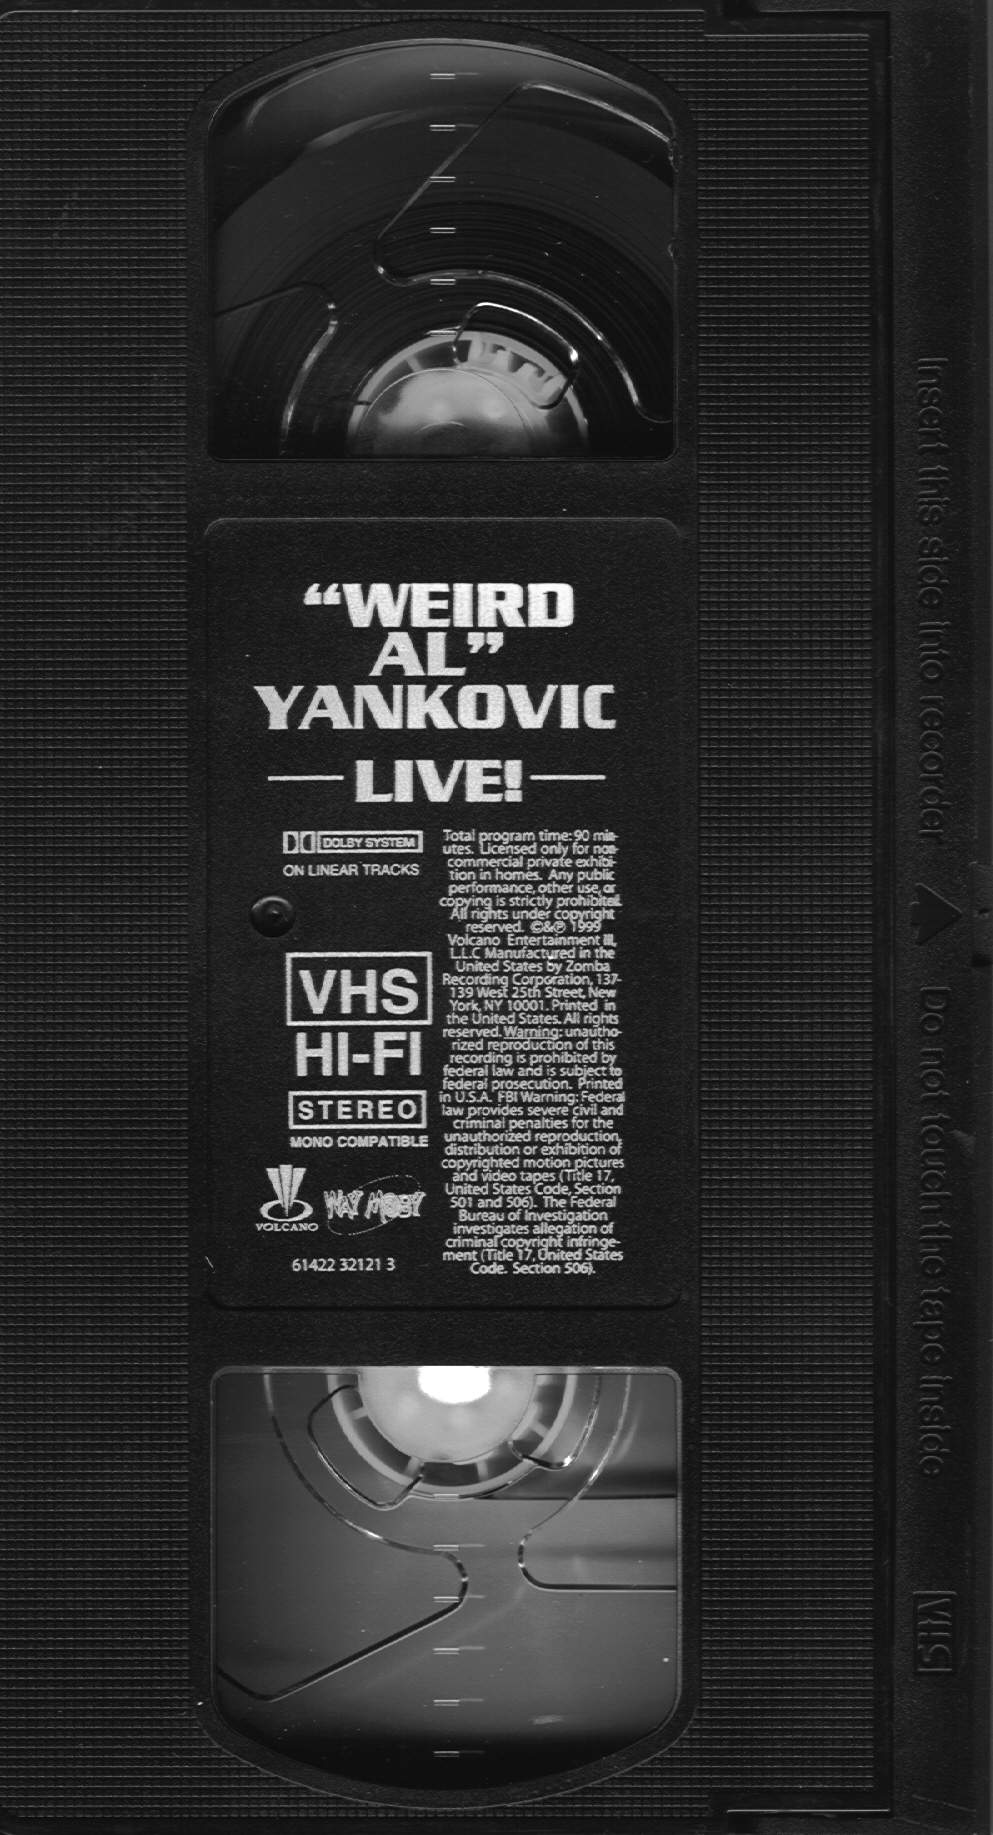 “WEIRD
AL”
YANKOVIC
LIVE!
DOLBY SYSTEM
ON LINEAR TRACKS
VHS
HI-FI
STEREO
MONO COMPATIBLE
VOLCANO
WAY MOBY
61422 32121 3
Total program time: 90 min-
utes. Licensed only for non-
commercial private exhibi-
tion in homes. Any public
performance, other use, or
copying is strictly prohibited.
All rights under copyright
reserved. ©&℗ 1999
Volcano Entertainment III,
L.L.C Manufactured in the
United States by Zomba
Recording Corporation, 137-
139 West 25th Street, New
York, NY 10001. Printed in
the United States. All rights
reserved. Warning: unautho-
rized reproduction of this
recording is prohibited by
federal law and is subject to
federal prosecution. Printed
in U.S.A. FBI Warning: Federal
law provides severe civil and
criminal penalties for the
unauthorized reproduction,
distribution or exhibition of
copyrighted motion pictures
and video tapes (Title 17,
United States Code, Section
501 and 506). The Federal
Bureau of Investigation
investigates allegation of
criminal copyright infringe-
ment (Title 17, United States
Code. Section 506).
Insert this side into recorder Do not touch the tape inside
VHS